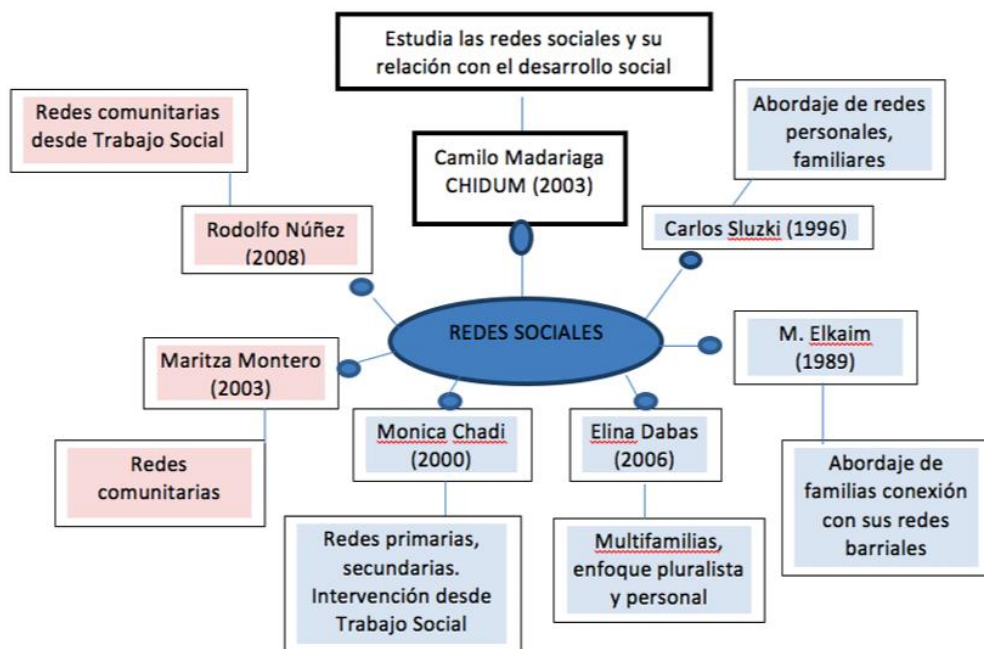 Estudia las redes sociales y su
relación con el desarrollo social
Redes comunitarias
desde Trabajo Social
Camilo Madariaga
CHIDUM (2003)
Abordaje de redes
personales,
familiares
Rodolfo Núñez
(2008)
Carlos Sluzki (1996)
REDES SOCIALES
Maritza Montero
(2003)
M. Elkaim
(1989)
Redes
comunitarias
Monica Chadi
(2000)
Elina Dabas
(2006)
Abordaje de
familias conexión
con sus redes
barriales
Redes primarias,
secundarias.
Intervención desde
Trabajo Social
Multifamilias,
enfoque pluralista
y personal